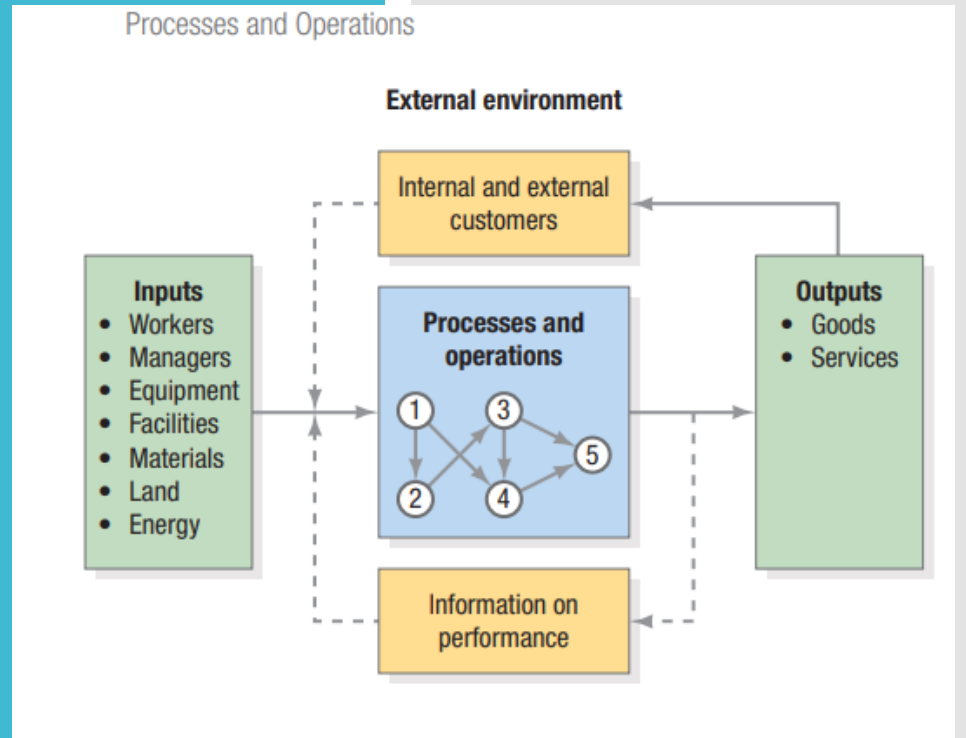 Processes and Operations
External environment
Internal and external
customers
Inputs
• Workers
• Managers
• Equipment
• Facilities
• Materials
• Land
• Energy
Processes and
operations
1
3
5
2
4
Outputs
• Goods
• Services
Information on
performance